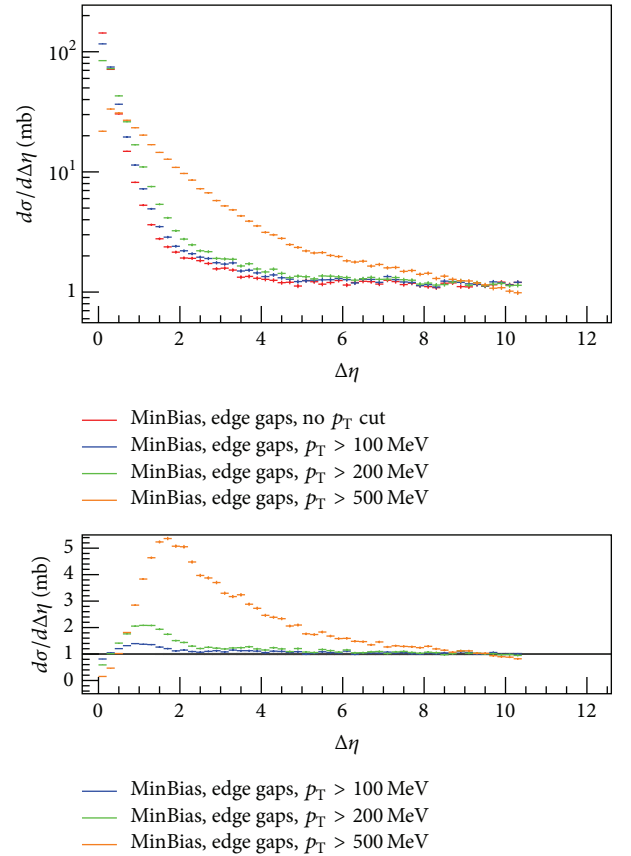 10²
10¹
1
dσ/dΔη (mb)
0 2 4 6 8 10 12
Δη
MinBias, edge gaps, no p_T cut
MinBias, edge gaps, p_T > 100 MeV
MinBias, edge gaps, p_T > 200 MeV
MinBias, edge gaps, p_T > 500 MeV
5
4
3
2
1
0
dσ/dΔη (mb)
0 2 4 6 8 10 12
Δη
MinBias, edge gaps, p_T > 100 MeV
MinBias, edge gaps, p_T > 200 MeV
MinBias, edge gaps, p_T > 500 MeV